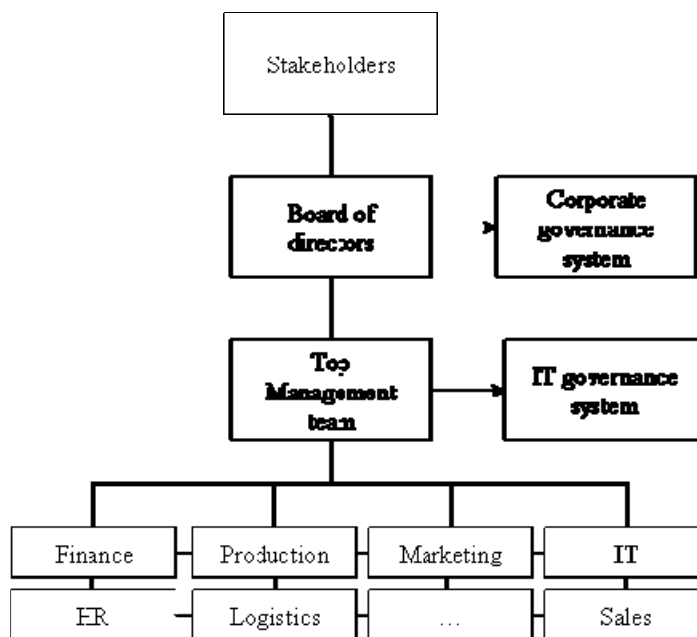 Stakeholders
Board of
directors
Corporate
governance
system
Top
Management
team
IT governance
system
Finance
Production
Marketing
IT
HR
Logistics
...
Sales